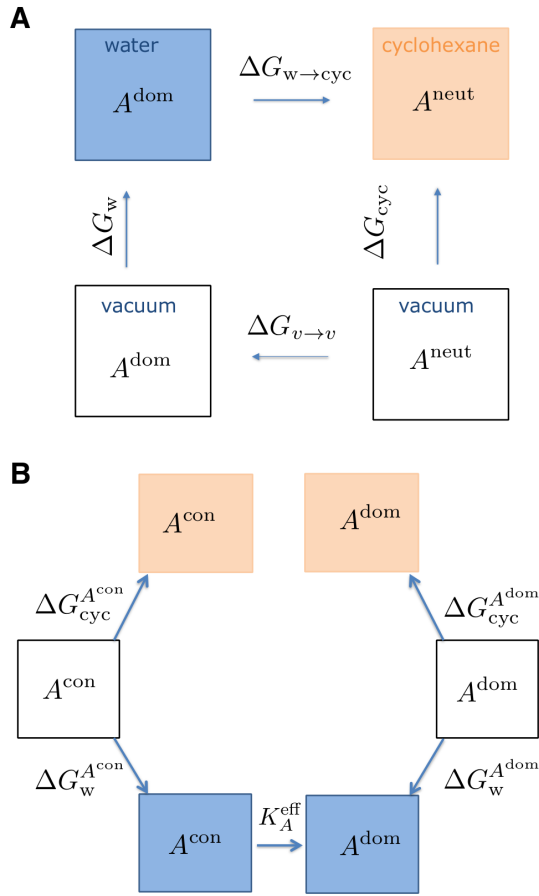 A
water
A^dom
ΔG_w→cyc
cyclohexane
A^neut
ΔG_w
ΔG_cyc
vacuum
A^dom
ΔG_v→v
vacuum
A^neut
B
A^con
A^dom
ΔG_cyc^A^con
ΔG_cyc^A^dom
A^con
A^dom
ΔG_w^A^con
ΔG_w^A^dom
A^con
K_A^eff
A^dom